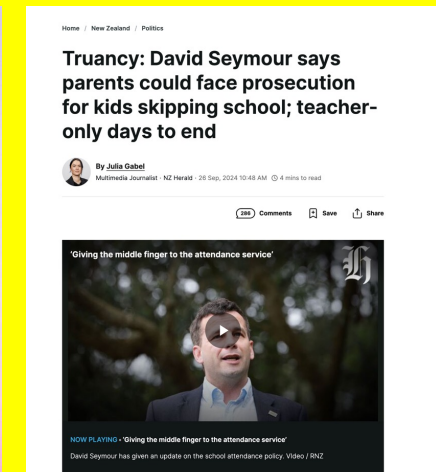 Home / New Zealand / Politics
Truancy: David Seymour says
parents could face prosecution
for kids skipping school; teacher-
only days to end
By Julia Gabel
Multimedia Journalist · NZ Herald · 26 Sep, 2024 10:48 AM 4 mins to read
286 Comments Save Share
'Giving the middle finger to the attendance service'
NOW PLAYING • 'Giving the middle finger to the attendance service'
David Seymour has given an update on the school attendance policy. Video / RNZ